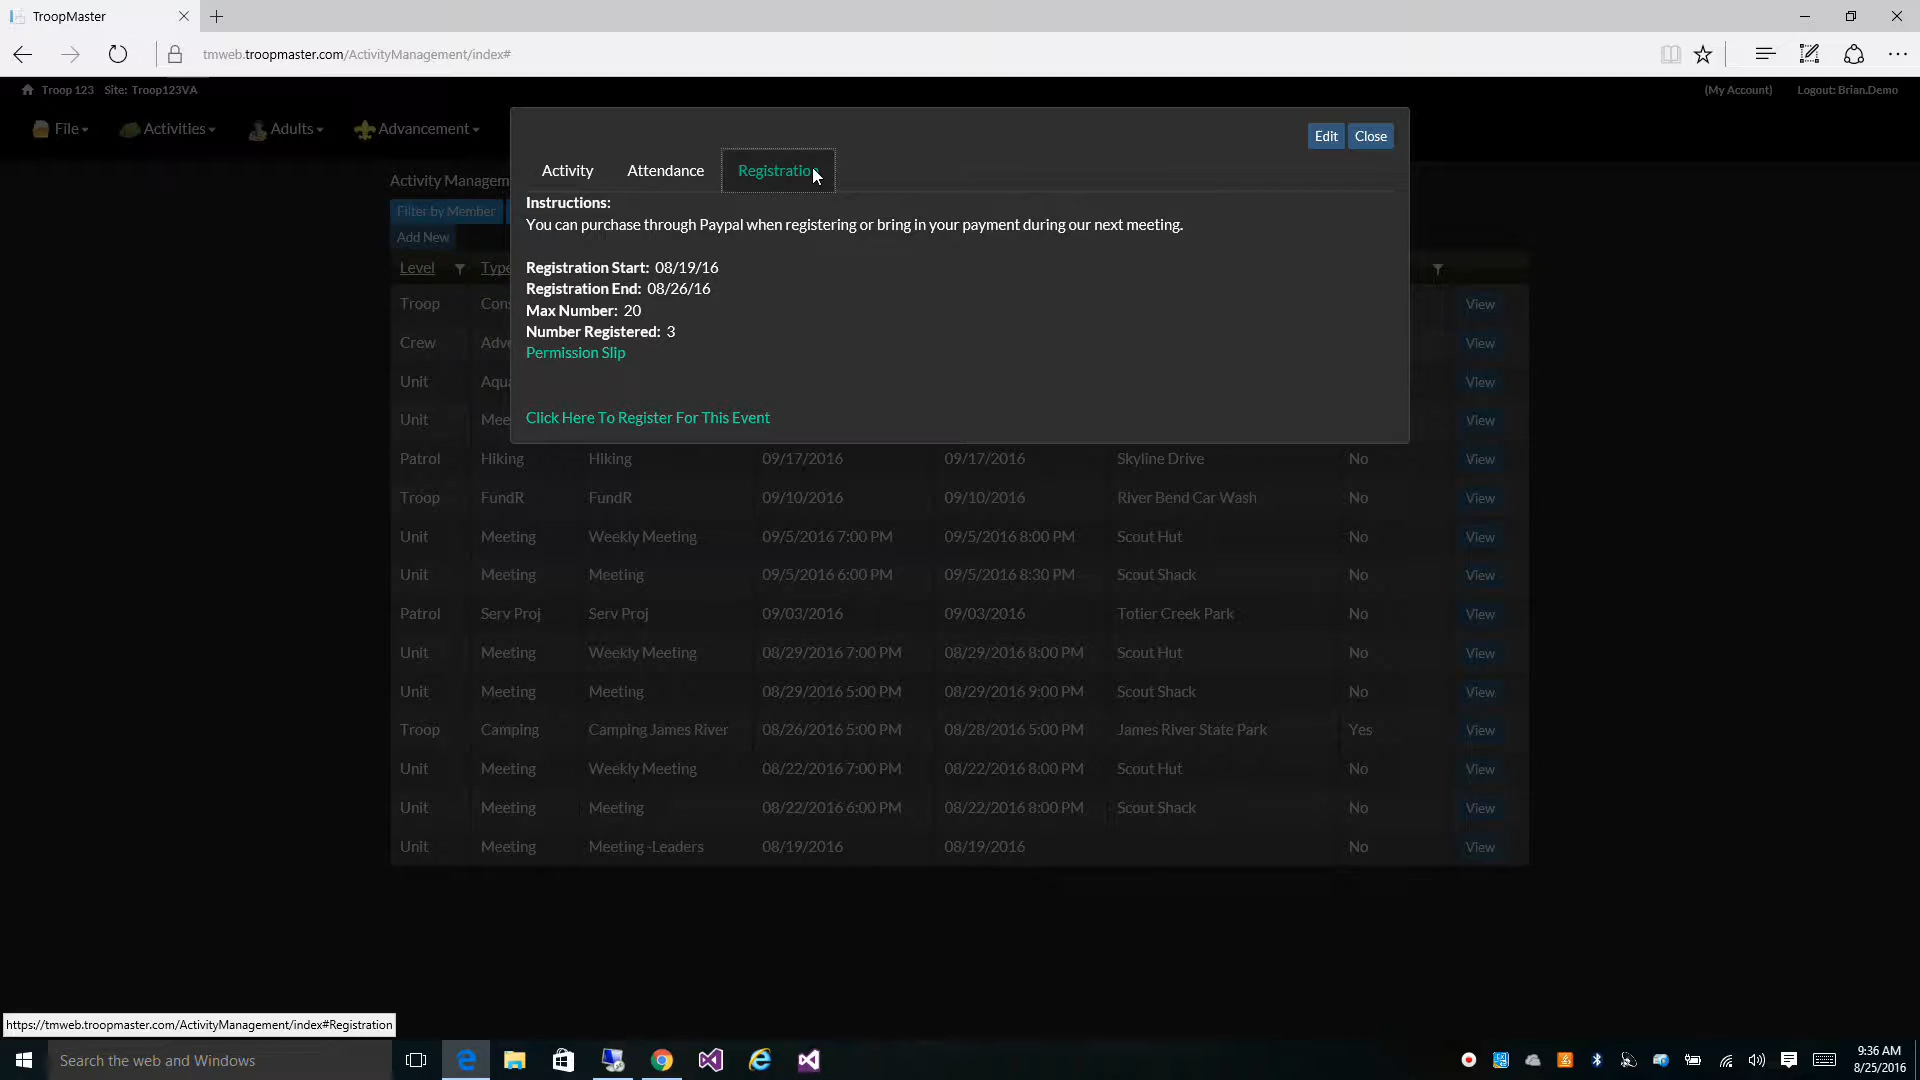 TroopMaster
tmweb.troopmaster.com/ActivityManagement/index#
Troop 123 Site: Troop123VA (My Account) Logout: Brian.Demo
File Activities Adults Advancement
Edit Close
Activity Attendance Registration
Instructions:
You can purchase through Paypal when registering or bring in your payment during our next meeting.
Registration Start: 08/19/16
Registration End: 08/26/16
Max Number: 20
Number Registered: 3
Permission Slip
Click Here To Register For This Event
Activity Managem
Filter by Member
Add New
Level Type
Troop Cons View
Crew Adve View
Unit Aqua View
Unit Mee View
Patrol Hiking Hiking 09/17/2016 09/17/2016 Skyline Drive No View
Troop FundR FundR 09/10/2016 09/10/2016 River Bend Car Wash No View
Unit Meeting Weekly Meeting 09/5/2016 7:00 PM 09/5/2016 8:00 PM Scout Hut No View
Unit Meeting Meeting 09/5/2016 6:00 PM 09/5/2016 8:30 PM Scout Shack No View
Patrol Serv Proj Serv Proj 09/03/2016 09/03/2016 Totier Creek Park No View
Unit Meeting Weekly Meeting 08/29/2016 7:00 PM 08/29/2016 8:00 PM Scout Hut No View
Unit Meeting Meeting 08/29/2016 5:00 PM 08/29/2016 9:00 PM Scout Shack No View
Troop Camping Camping James River 08/26/2016 5:00 PM 08/28/2016 5:00 PM James River State Park Yes View
Unit Meeting Weekly Meeting 08/22/2016 7:00 PM 08/22/2016 8:00 PM Scout Hut No View
Unit Meeting Meeting 08/22/2016 6:00 PM 08/22/2016 8:00 PM Scout Shack No View
Unit Meeting Meeting -Leaders 08/19/2016 08/19/2016 No View
https://tmweb.troopmaster.com/ActivityManagement/index#Registration
Search the web and Windows
9:36 AM
8/25/2016